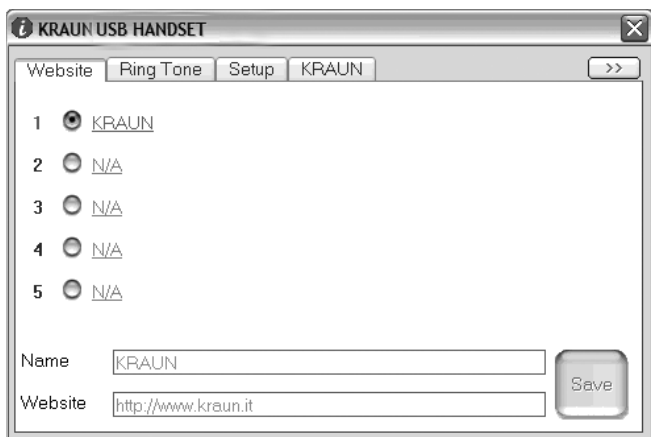 KRAUN USB HANDSET
Website Ring Tone Setup KRAUN >>
1 KRAUN
2 N/A
3 N/A
4 N/A
5 N/A
Name KRAUN
Save
Website http://www.kraun.it